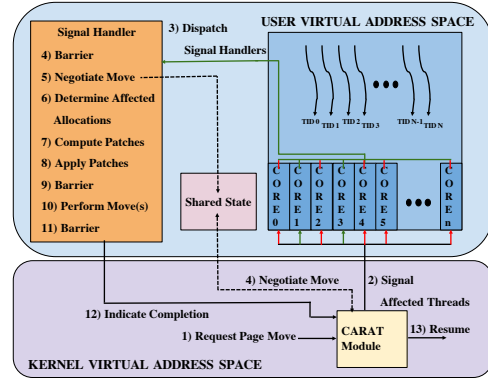 USER VIRTUAL ADDRESS SPACE
Signal Handler
4) Barrier
5) Negotiate Move
6) Determine Affected
Allocations
7) Compute Patches
8) Apply Patches
9) Barrier
10) Perform Move(s)
11) Barrier
3) Dispatch
Signal Handlers
TID 0
TID 1
TID 2
TID 3
TID N-1
TID N
CORE 0
CORE 1
CORE 2
CORE 3
CORE 4
CORE 5
CORE n
Shared State
4) Negotiate Move
2) Signal
Affected Threads
12) Indicate Completion
1) Request Page Move
CARAT
Module
13) Resume
KERNEL VIRTUAL ADDRESS SPACE